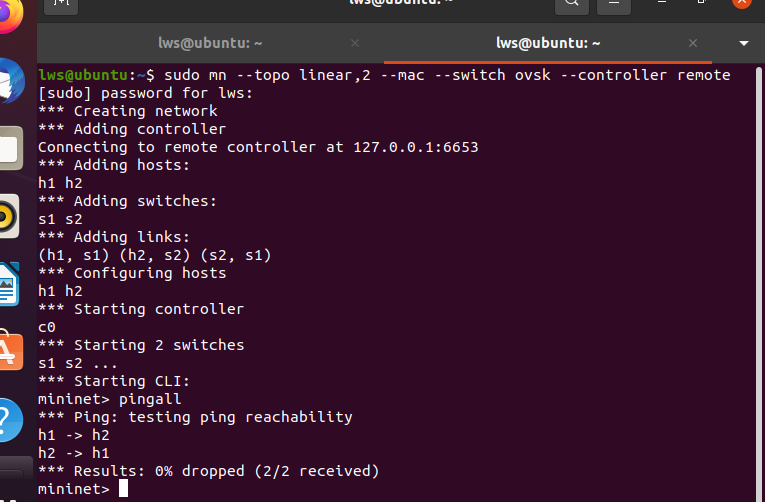 lws@ubuntu: ~
lws@ubuntu: ~ × lws@ubuntu: ~ ×
lws@ubuntu:~$ sudo mn --topo linear,2 --mac --switch ovsk --controller remote
[sudo] password for lws:
*** Creating network
*** Adding controller
Connecting to remote controller at 127.0.0.1:6653
*** Adding hosts:
h1 h2
*** Adding switches:
s1 s2
*** Adding links:
(h1, s1) (h2, s2) (s2, s1)
*** Configuring hosts
h1 h2
*** Starting controller
c0
*** Starting 2 switches
s1 s2 ...
*** Starting CLI:
mininet> pingall
*** Ping: testing ping reachability
h1 -> h2
h2 -> h1
*** Results: 0% dropped (2/2 received)
mininet>